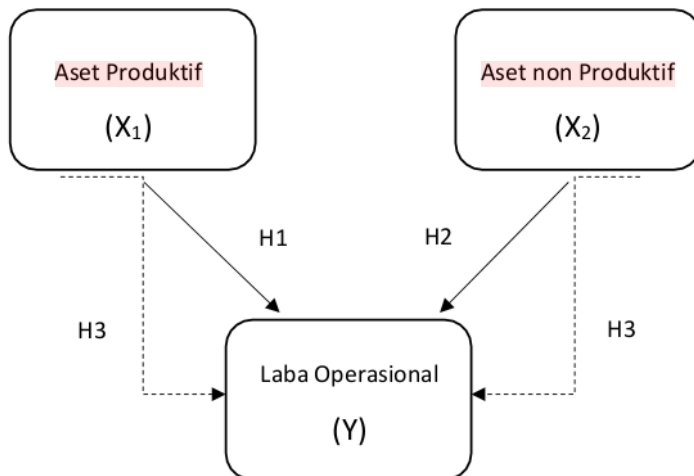 Aset Produktif
(X₁)
Aset non Produktif
(X₂)
H1
H2
H3
H3
Laba Operasional
(Y)